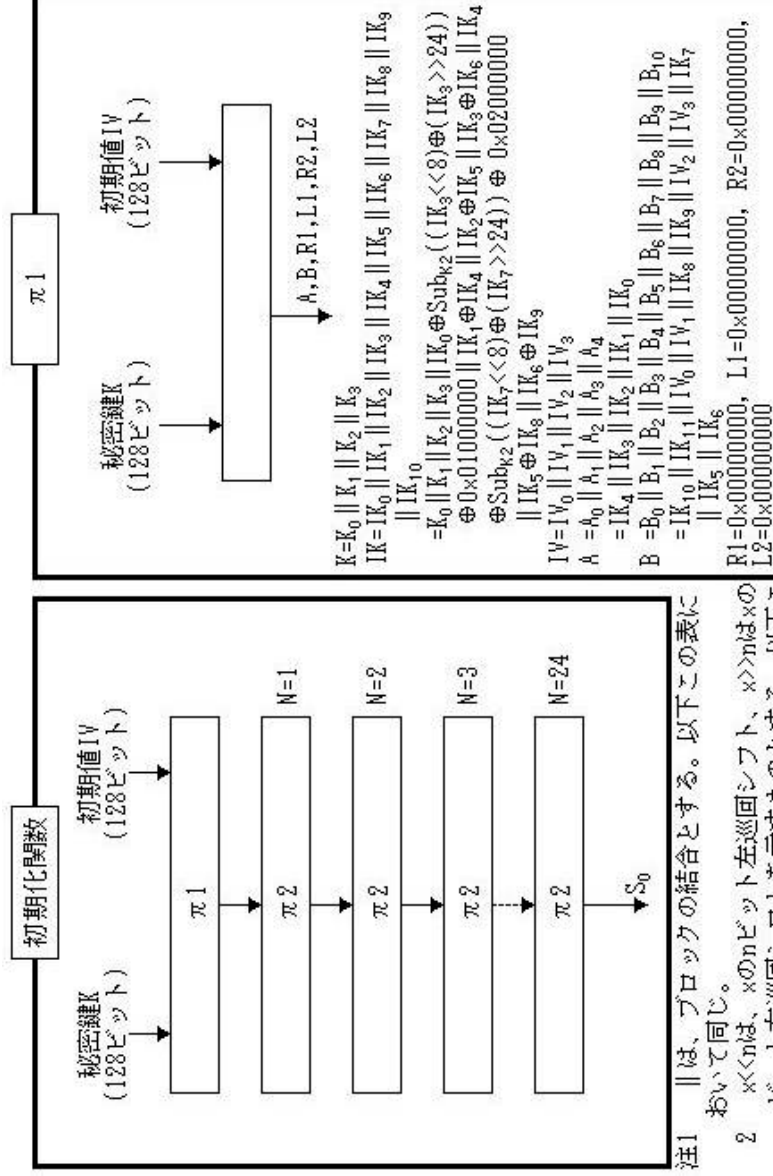 初期化関数
秘密鍵K
(128ビット)
初期値IV
(128ビット)
π1
π2
N=1
π2
N=2
π2
N=3
π2
N=24
S₀
注1 ‖は、ブロックの結合とする。以下この表に
おいて同じ。
2 x<<nは、xのnビット左巡回シフト、x>>nはxの
π1
秘密鍵K
(128ビット)
初期値IV
(128ビット)
A,B,R1,L1,R2,L2
K=K₀‖K₁‖K₂‖K₃
IK=IK₀‖IK₁‖IK₂‖IK₃‖IK₄‖IK₅‖IK₆‖IK₇‖IK₈‖IK₉
‖IK₁₀
=K₀‖K₁‖K₂‖K₃‖IK₀⊕Sub_K2((IK₃<<8)⊕(IK₃>>24))
⊕0x01000000‖IK₁⊕IK₄‖IK₂⊕IK₅‖IK₃⊕IK₆‖IK₄
⊕Sub_K2((IK₇<<8)⊕(IK₇>>24))⊕0x02000000
‖IK₅⊕IK₈‖IK₆⊕IK₉
IV=IV₀‖IV₁‖IV₂‖IV₃
A =A₀‖A₁‖A₂‖A₃‖A₄
=IK₄‖IK₃‖IK₂‖IK₁‖IK₀
B =B₀‖B₁‖B₂‖B₃‖B₄‖B₅‖B₆‖B₇‖B₈‖B₉‖B₁₀
=IK₁₀‖IK₁₁‖IV₀‖IV₁‖IK₈‖IK₉‖IV₂‖IV₃‖IK₇
‖IK₅‖IK₆
R1=0x00000000, L1=0x00000000, R2=0x00000000,
L2=0x00000000